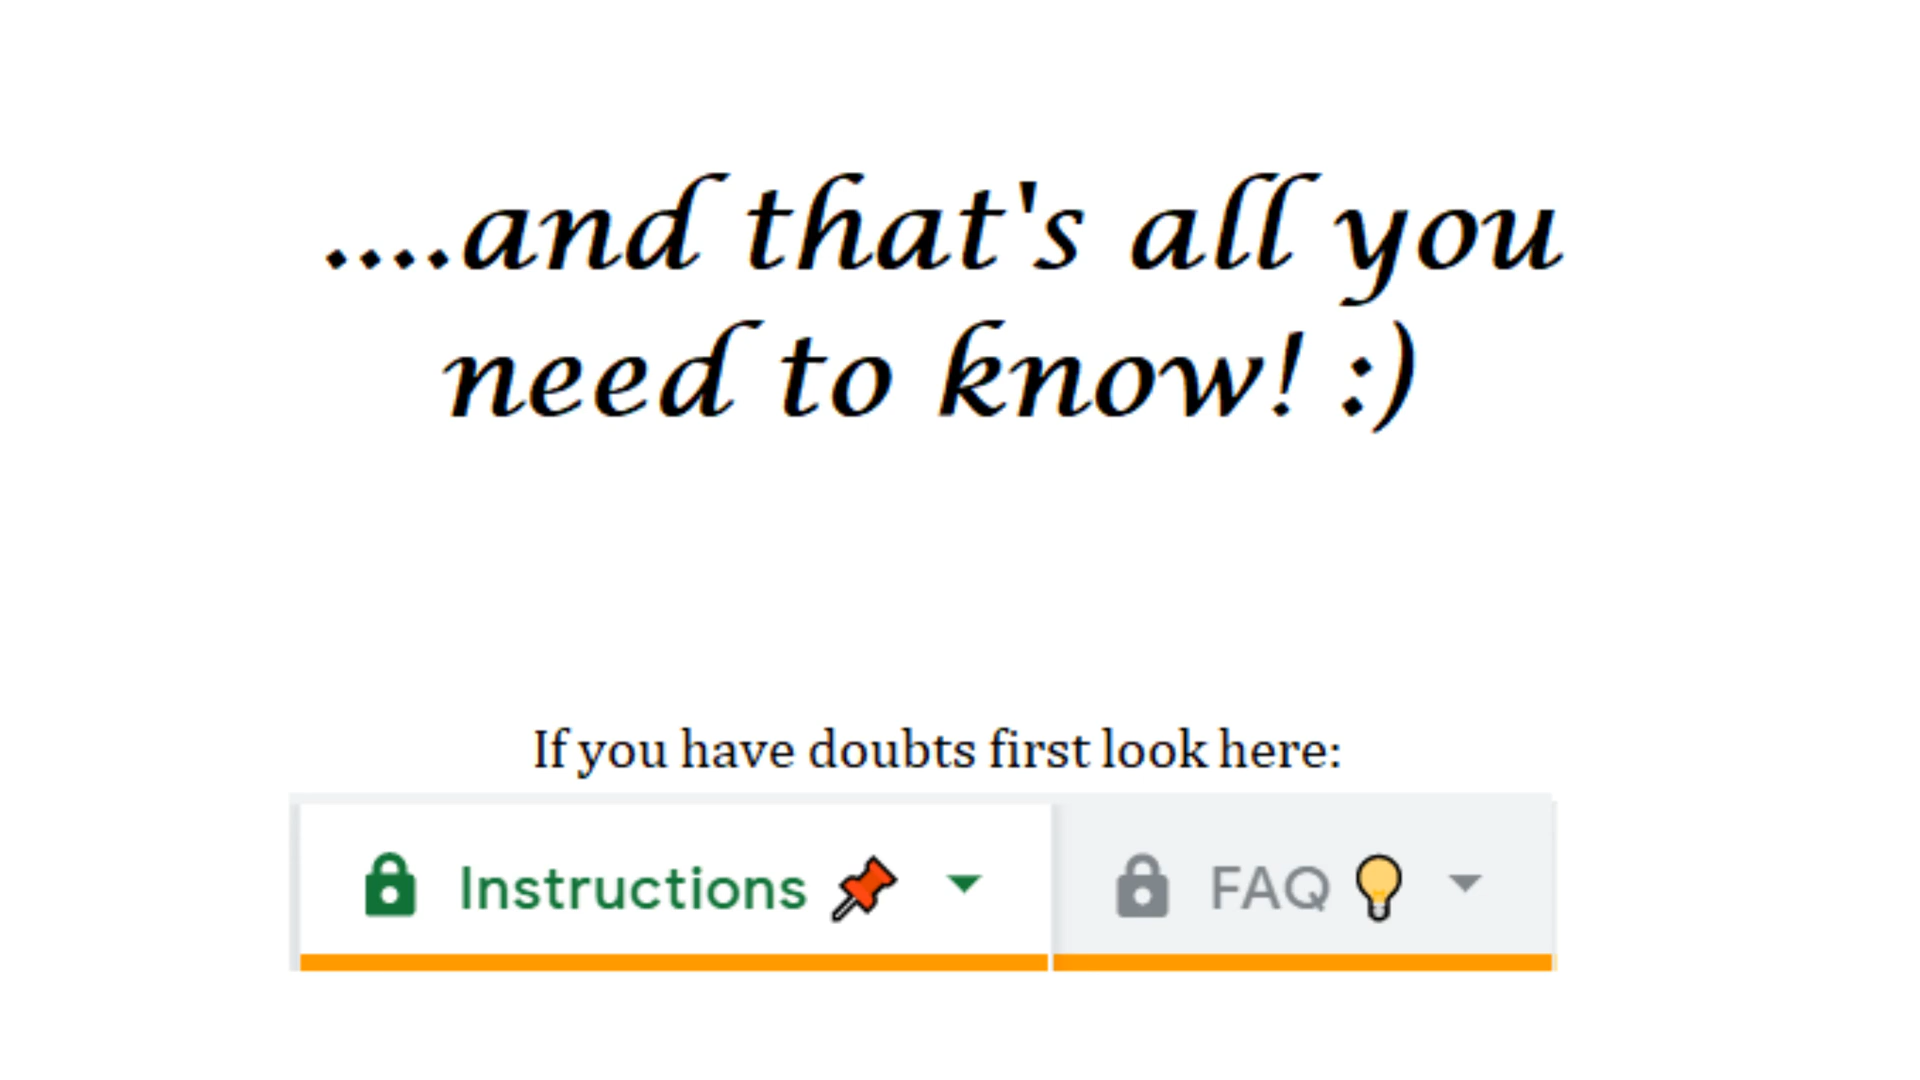 ....and that's all you
need to know! :)
If you have doubts first look here:
Instructions 📌 FAQ 💡